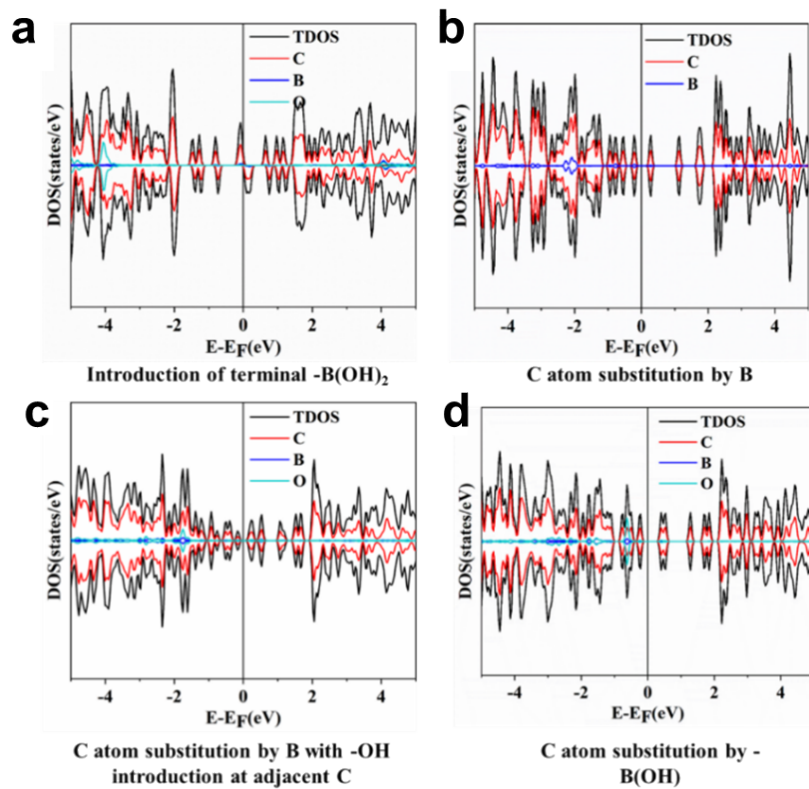 a
TDOS
C
B
O
DOS(states/eV)
-4 -2 0 2 4
E-EF(eV)
Introduction of terminal -B(OH)2
b
TDOS
C
B
DOS(states/eV)
-4 -2 0 2 4
E-EF(eV)
C atom substitution by B
c
TDOS
C
B
O
DOS(states/eV)
-4 -2 0 2 4
E-EF(eV)
C atom substitution by B with -OH
introduction at adjacent C
d
TDOS
C
B
O
DOS(states/eV)
-4 -2 0 2 4
E-EF(eV)
C atom substitution by -
B(OH)